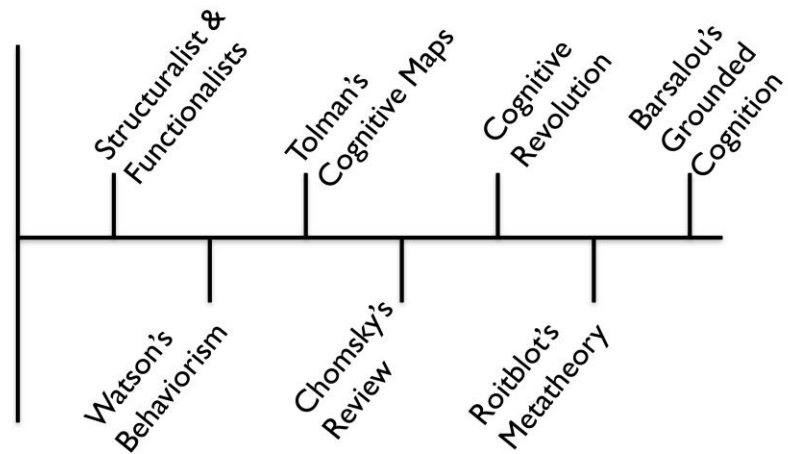 Structuralist &
Functionalists
Tolman's
Cognitive Maps
Cognitive
Revolution
Barsalou's
Grounded
Cognition
Watson's
Behaviorism
Chomsky's
Review
Roitblot's
Metatheory